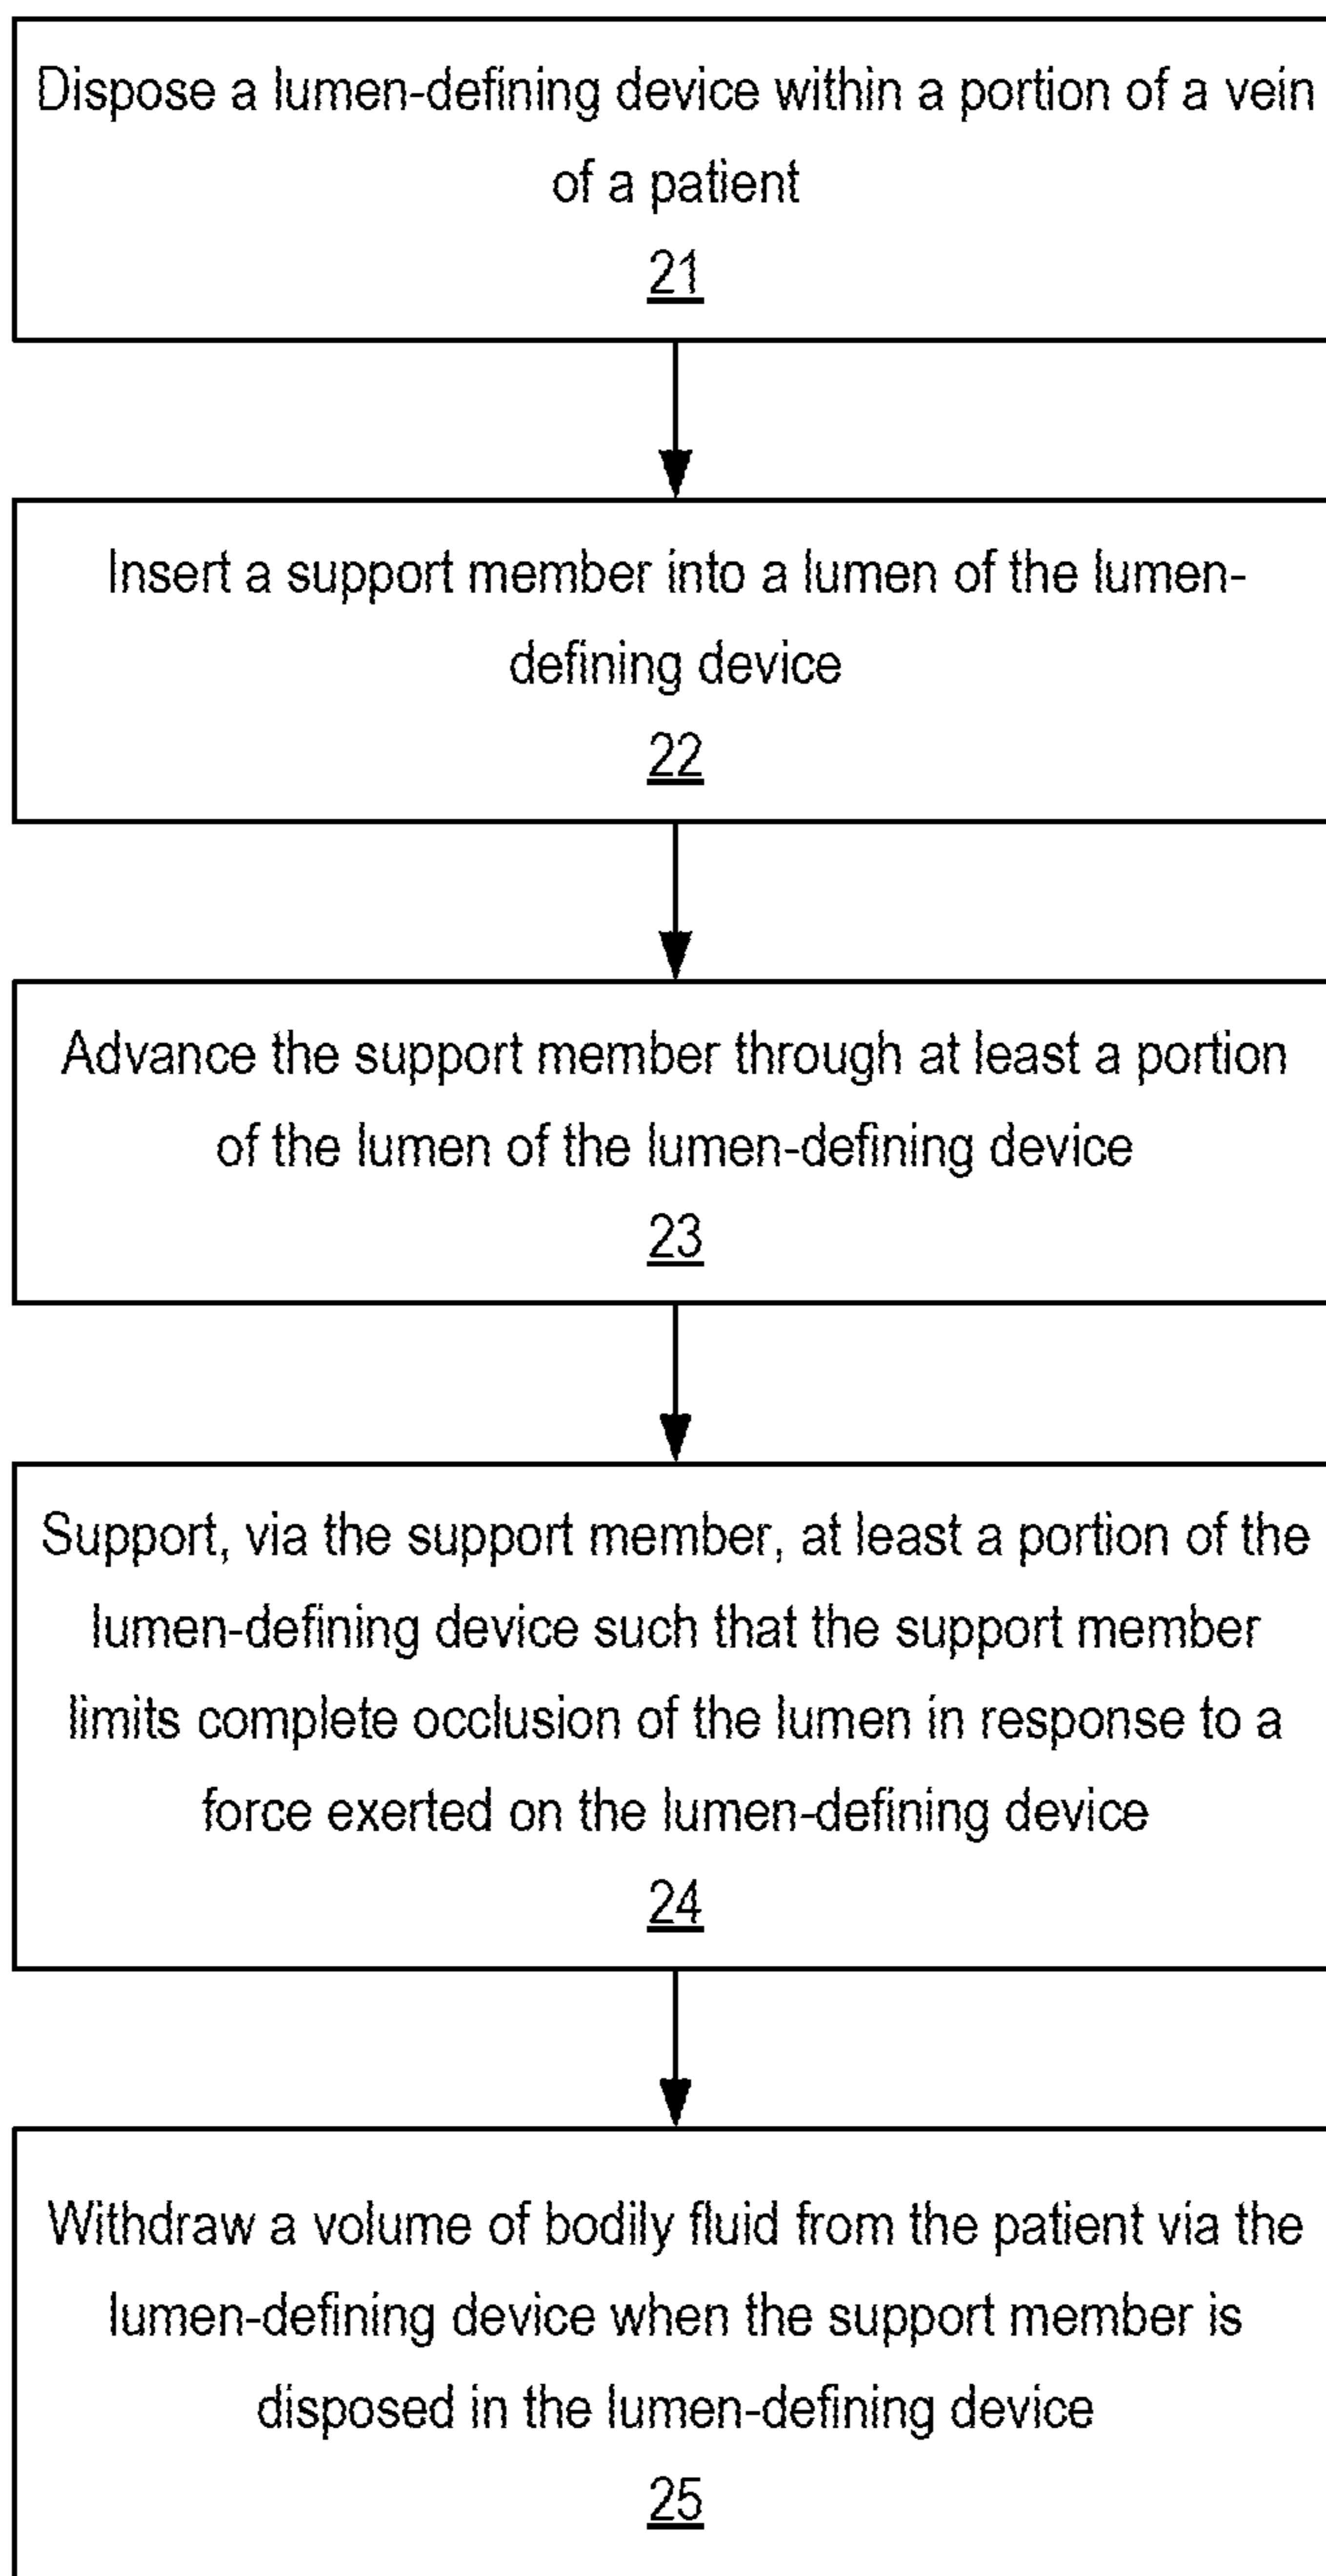 Dispose a lumen-defining device within a portion of a vein
of a patient
21
Insert a support member into a lumen of the lumen-
defining device
22
Advance the support member through at least a portion
of the lumen of the lumen-defining device
23
Support, via the support member, at least a portion of the
lumen-defining device such that the support member
limits complete occlusion of the lumen in response to a
force exerted on the lumen-defining device
24
Withdraw a volume of bodily fluid from the patient via the
lumen-defining device when the support member is
disposed in the lumen-defining device
25